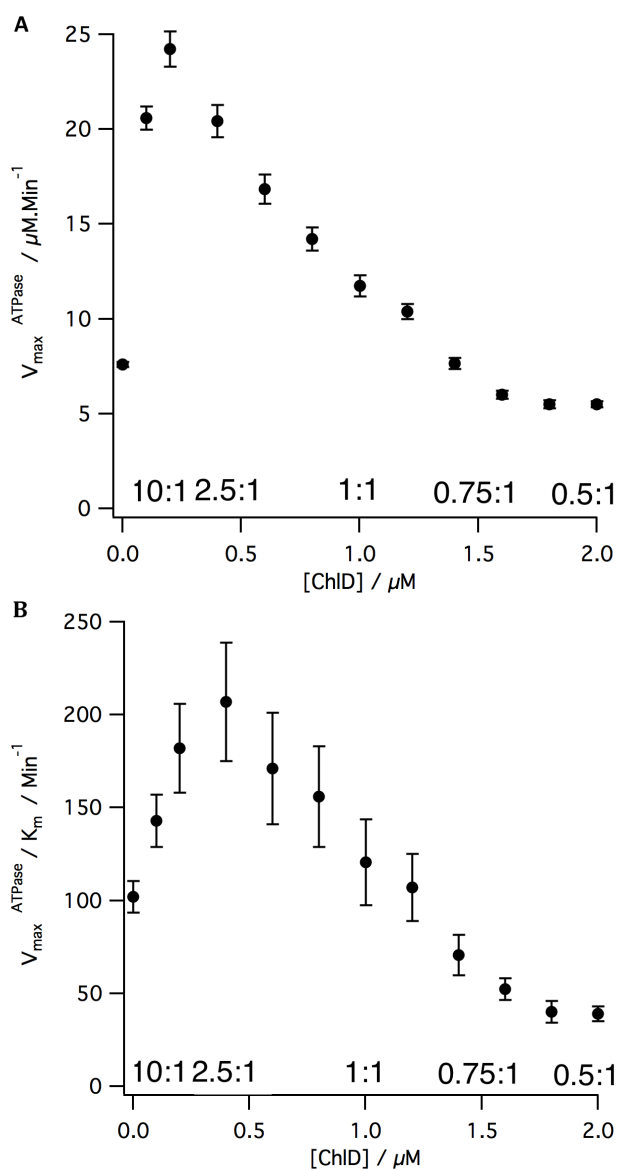 A
25
20
15
10
5
0
V_max^ATPase / µM.Min⁻¹
10:1 2.5:1 1:1 0.75:1 0.5:1
0.0 0.5 1.0 1.5 2.0
[ChlD] / µM
B
250
200
150
100
50
0
V_max^ATPase / K_m / Min⁻¹
10:1 2.5:1 1:1 0.75:1 0.5:1
0.0 0.5 1.0 1.5 2.0
[ChlD] / µM